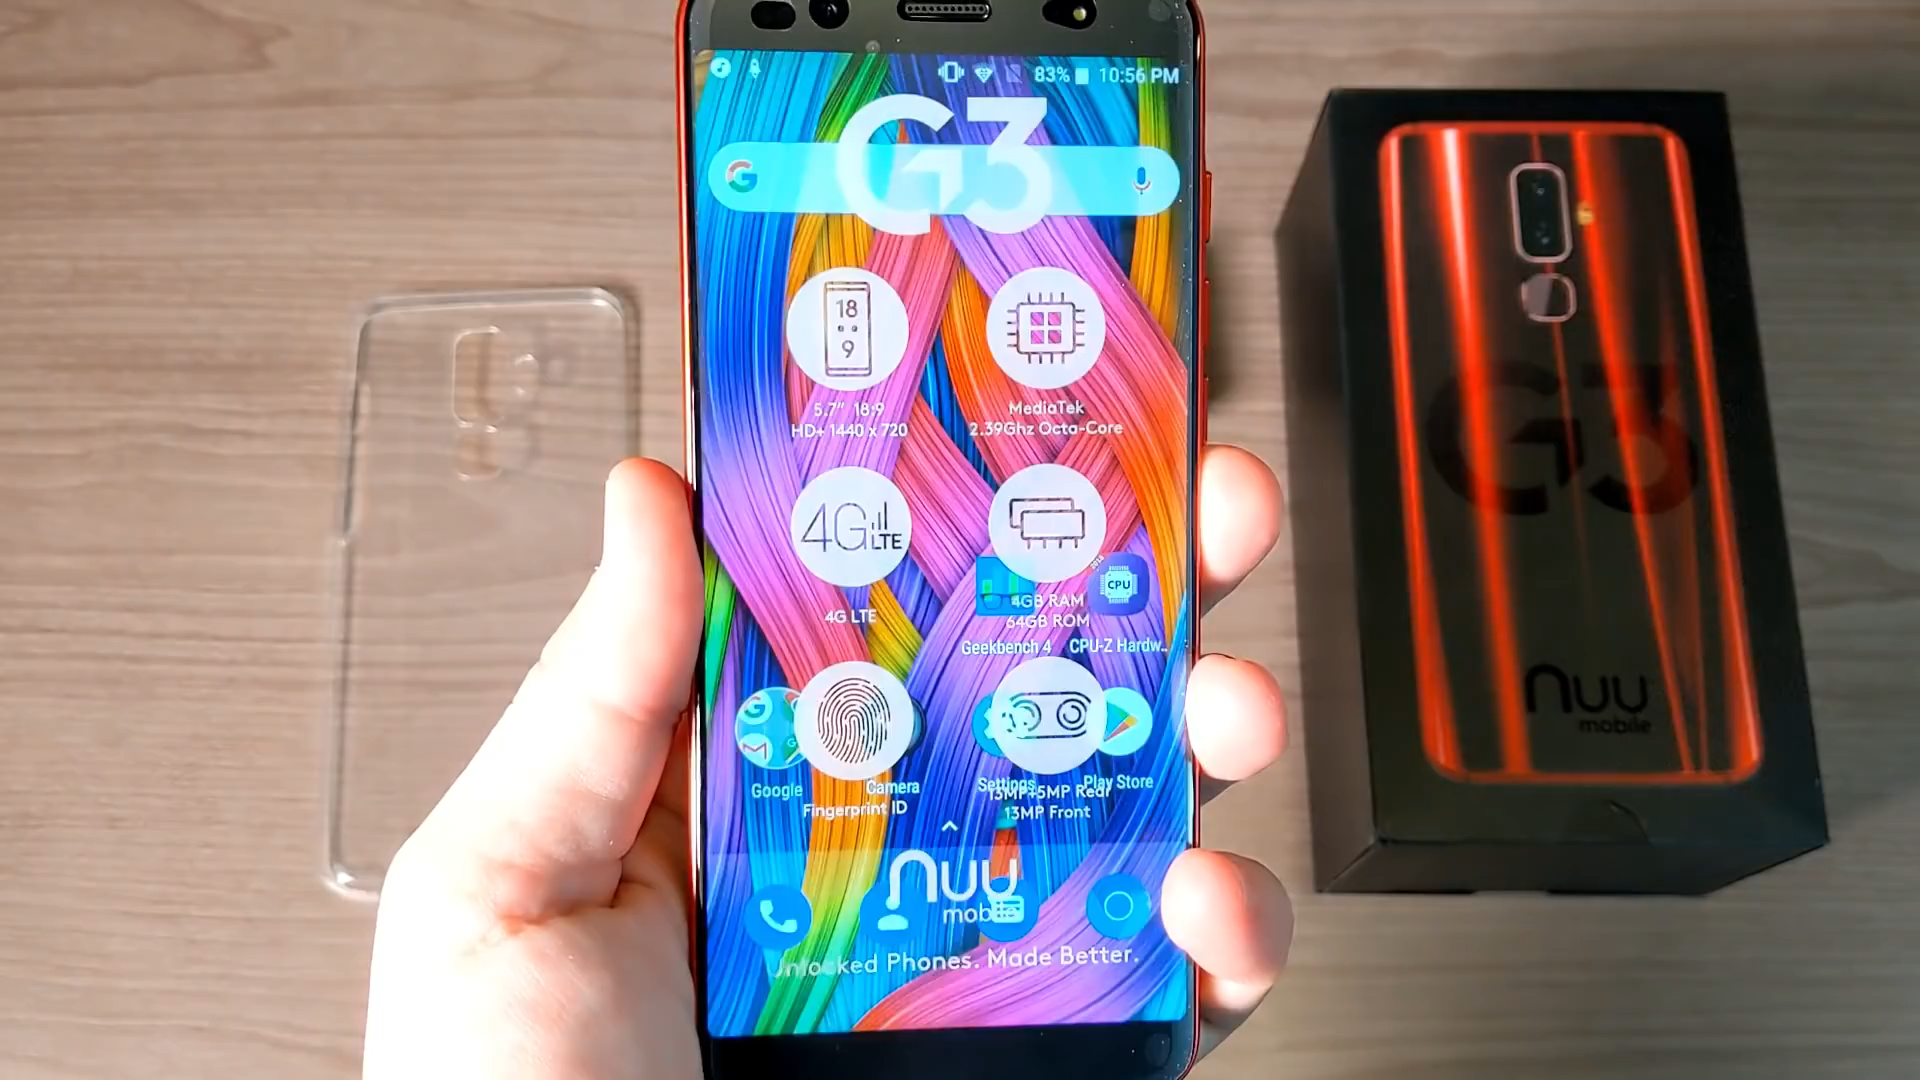 83% 10:56 PM
G3
18
9
5.7" 18:9
HD+ 1440 x 720
MediaTek
2.39Ghz Octa-Core
4G LTE
4G LTE
4GB RAM
64GB ROM
CPU
Geekbench 4
CPU-Z Hardw..
Google
Camera
Settings
Play Store
Fingerprint ID
13MP+5MP Rear
13MP Front
nuu
mobile
Unlocked Phones. Made Better.
G3
nuu
mobile